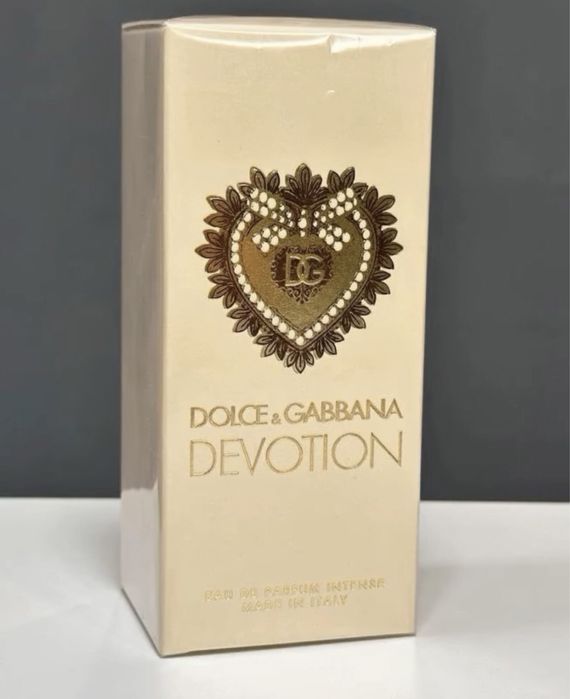 DG
DOLCE & GABBANA
DEVOTION
EAU DE PARFUM INTENSE
MADE IN ITALY